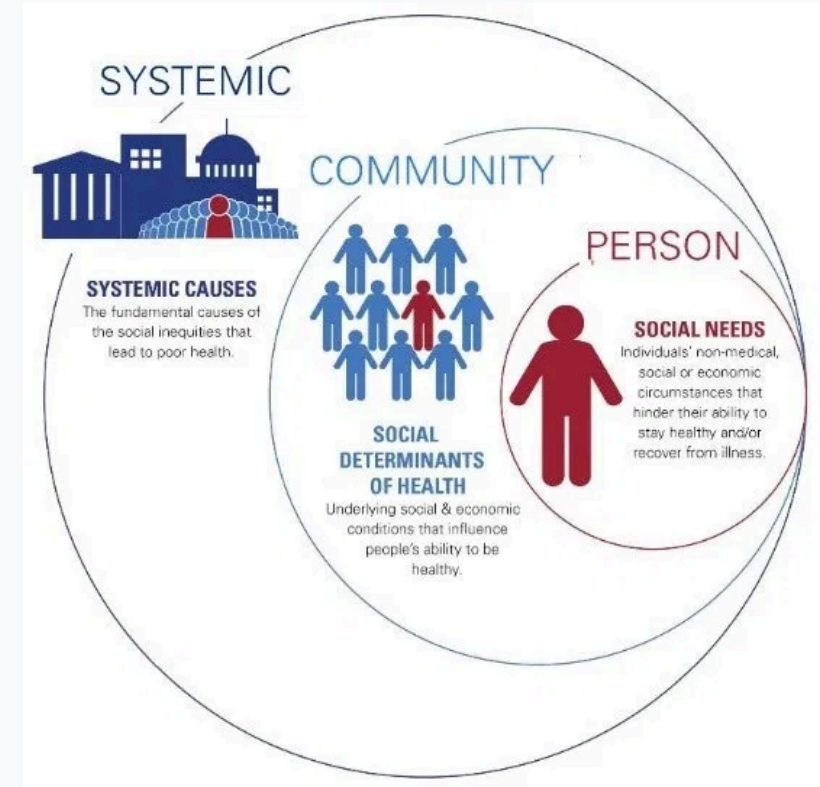 SYSTEMIC
SYSTEMIC CAUSES
The fundamental causes of
the social inequities that
lead to poor health.
COMMUNITY
SOCIAL
DETERMINANTS
OF HEALTH
Underlying social & economic
conditions that influence
people's ability to be
healthy.
PERSON
SOCIAL NEEDS
Individuals' non-medical,
social or economic
circumstances that
hinder their ability to
stay healthy and/or
recover from illness.